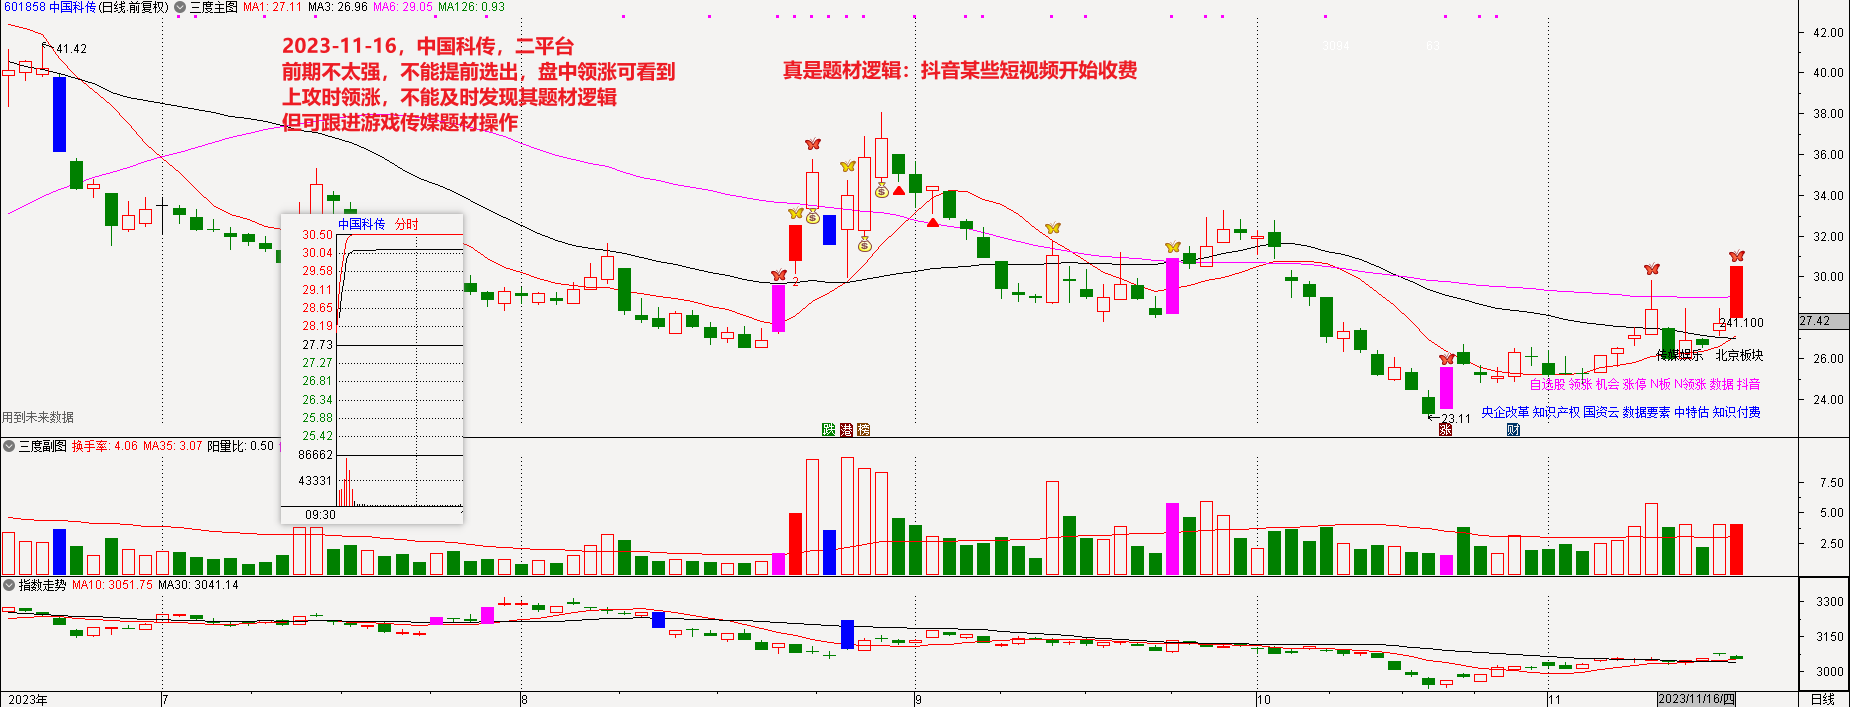 601858 中国科传(日线.前复权) 三度主图 MA1: 27.11 MA3: 26.96 MA6: 29.05 MA126: 0.93
42.00
40.00
38.00
36.00
34.00
32.00
30.00
27.42
26.00
24.00
41.42
2023-11-16，中国科传，二平台
前期不太强，不能提前选出，盘中领涨可看到
上攻时领涨，不能及时发现其题材逻辑
但可跟进游戏传媒题材操作
真是题材逻辑：抖音某些短视频开始收费
3094 63
中国科传 分时
30.50
30.04
29.58
29.11
28.65
28.19
27.73
27.27
26.81
26.34
25.88
25.42
86662
43331
09:30
2
241.100
传媒娱乐 北京板块
自选股 领涨 机会 涨停 N板 N领涨 数据 抖音
央企改革 知识产权 国资云 数据要素 中特估 知识付费
23.11
用到未来数据
跌 港 榜 涨 财
三度副图 换手率: 4.06 MA35: 3.07 阳量比: 0.50
7.50
5.00
2.50
指数走势 MA10: 3051.75 MA30: 3041.14
3300
3150
3000
2023年 7 8 9 10 11 2023/11/16/四 日线